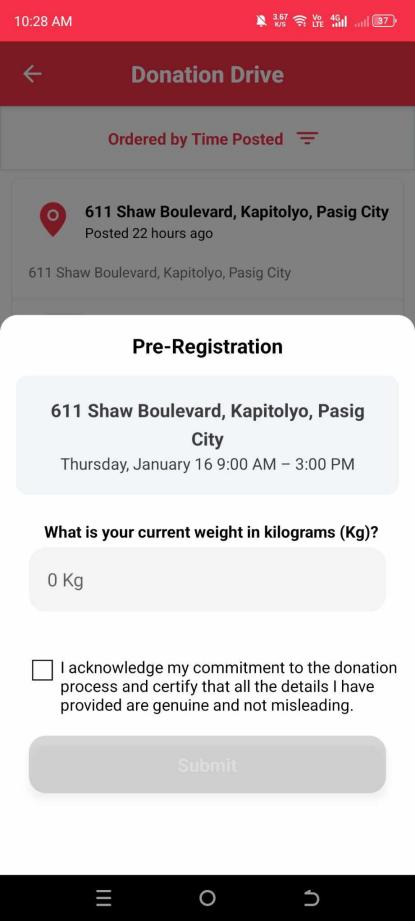 10:28 AM
3.67 K/S
Vo LTE
4G
37
Donation Drive
Ordered by Time Posted
611 Shaw Boulevard, Kapitolyo, Pasig City
Posted 22 hours ago
611 Shaw Boulevard, Kapitolyo, Pasig City
Pre-Registration
611 Shaw Boulevard, Kapitolyo, Pasig
City
Thursday, January 16 9:00 AM – 3:00 PM
What is your current weight in kilograms (Kg)?
0 Kg
I acknowledge my commitment to the donation
process and certify that all the details I have
provided are genuine and not misleading.
Submit